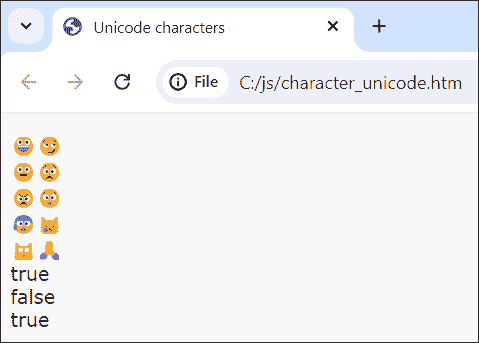 Unicode characters
File C:/js/character_unicode.htm
true
false
true